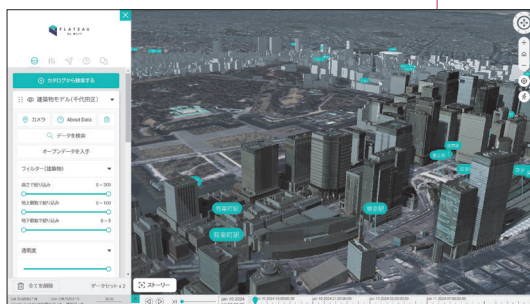 PLATEAU
by MLIT
カタログから検索する
建築物モデル(千代田区)
カメラ
About Data
データを検索
オープンデータを入手
フィルター(建築物)
高さで絞り込み
0 ~ 200
地上階数で絞り込み
0 ~ 100
地下階数で絞り込み
0 ~ 5
透明度
全てを削除
データセット x 2
ストーリー
有楽町駅
有楽町駅
東京駅